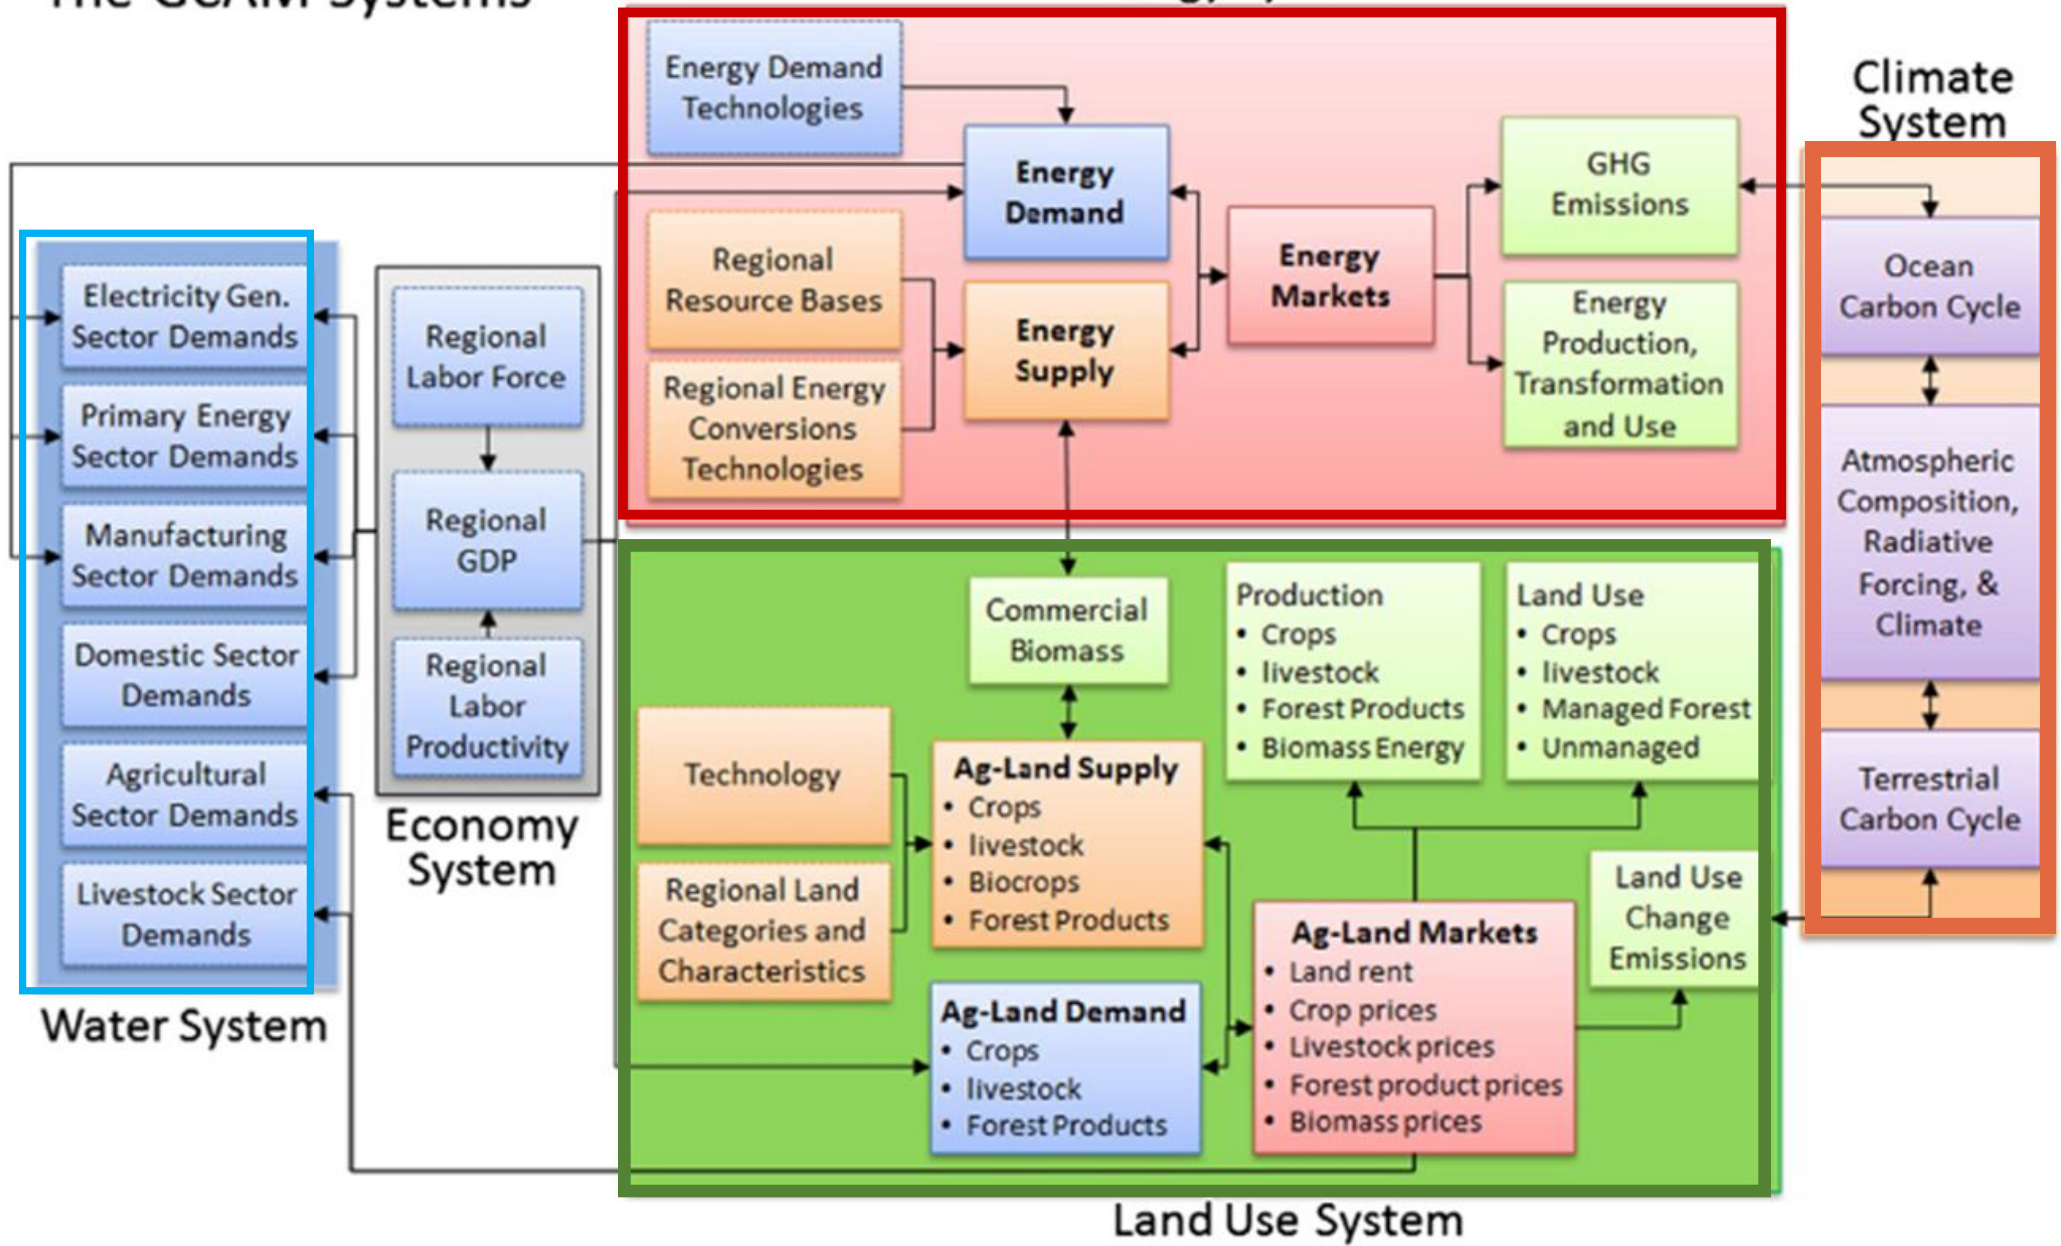 The GCAM Systems
Energy Demand
Technologies
Energy
Demand
Regional
Resource Bases
Energy
Supply
Regional Energy
Conversions
Technologies
Energy
Markets
GHG
Emissions
Energy
Production,
Transformation
and Use
Climate
System
Ocean
Carbon Cycle
Atmospheric
Composition,
Radiative
Forcing, &
Climate
Terrestrial
Carbon Cycle
Electricity Gen.
Sector Demands
Primary Energy
Sector Demands
Manufacturing
Sector Demands
Domestic Sector
Demands
Agricultural
Sector Demands
Livestock Sector
Demands
Water System
Regional
Labor Force
Regional
GDP
Regional
Labor
Productivity
Economy
System
Commercial
Biomass
Production
• Crops
• livestock
• Forest Products
• Biomass Energy
Land Use
• Crops
• livestock
• Managed Forest
• Unmanaged
Technology
Regional Land
Categories and
Characteristics
Ag-Land Supply
• Crops
• livestock
• Biocrops
• Forest Products
Ag-Land Demand
• Crops
• livestock
• Forest Products
Ag-Land Markets
• Land rent
• Crop prices
• Livestock prices
• Forest product prices
• Biomass prices
Land Use
Change
Emissions
Land Use System